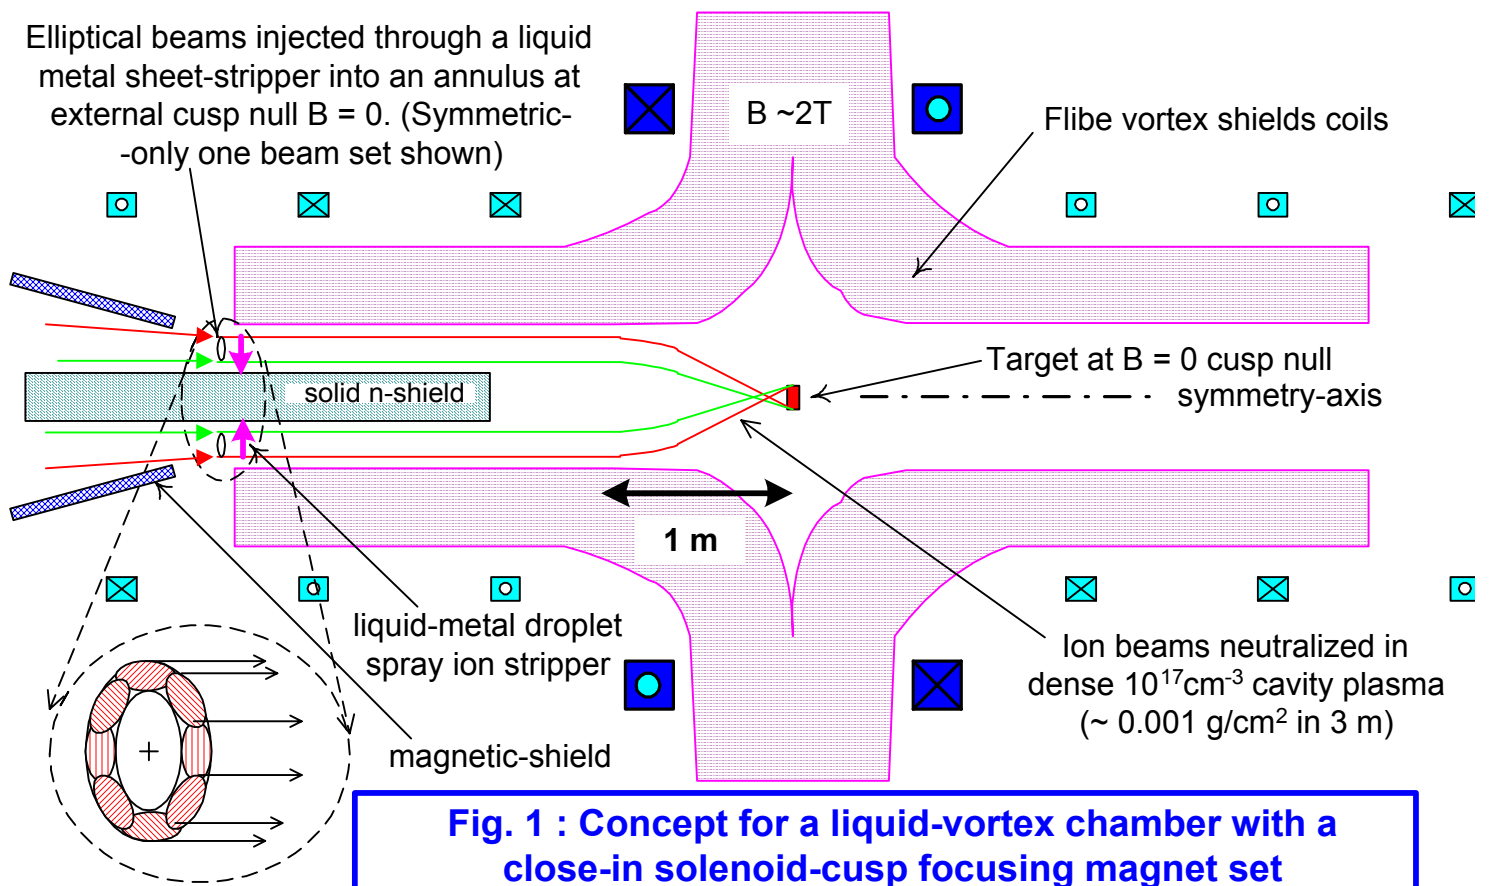 Elliptical beams injected through a liquid
metal sheet-stripper into an annulus at
external cusp null B = 0. (Symmetric-
-only one beam set shown)
B ~2T
Flibe vortex shields coils
solid n-shield
Target at B = 0 cusp null
symmetry-axis
1 m
liquid-metal droplet
spray ion stripper
magnetic-shield
Ion beams neutralized in
dense 10¹⁷cm⁻³ cavity plasma
(~ 0.001 g/cm² in 3 m)
Fig. 1 : Concept for a liquid-vortex chamber with a
close-in solenoid-cusp focusing magnet set